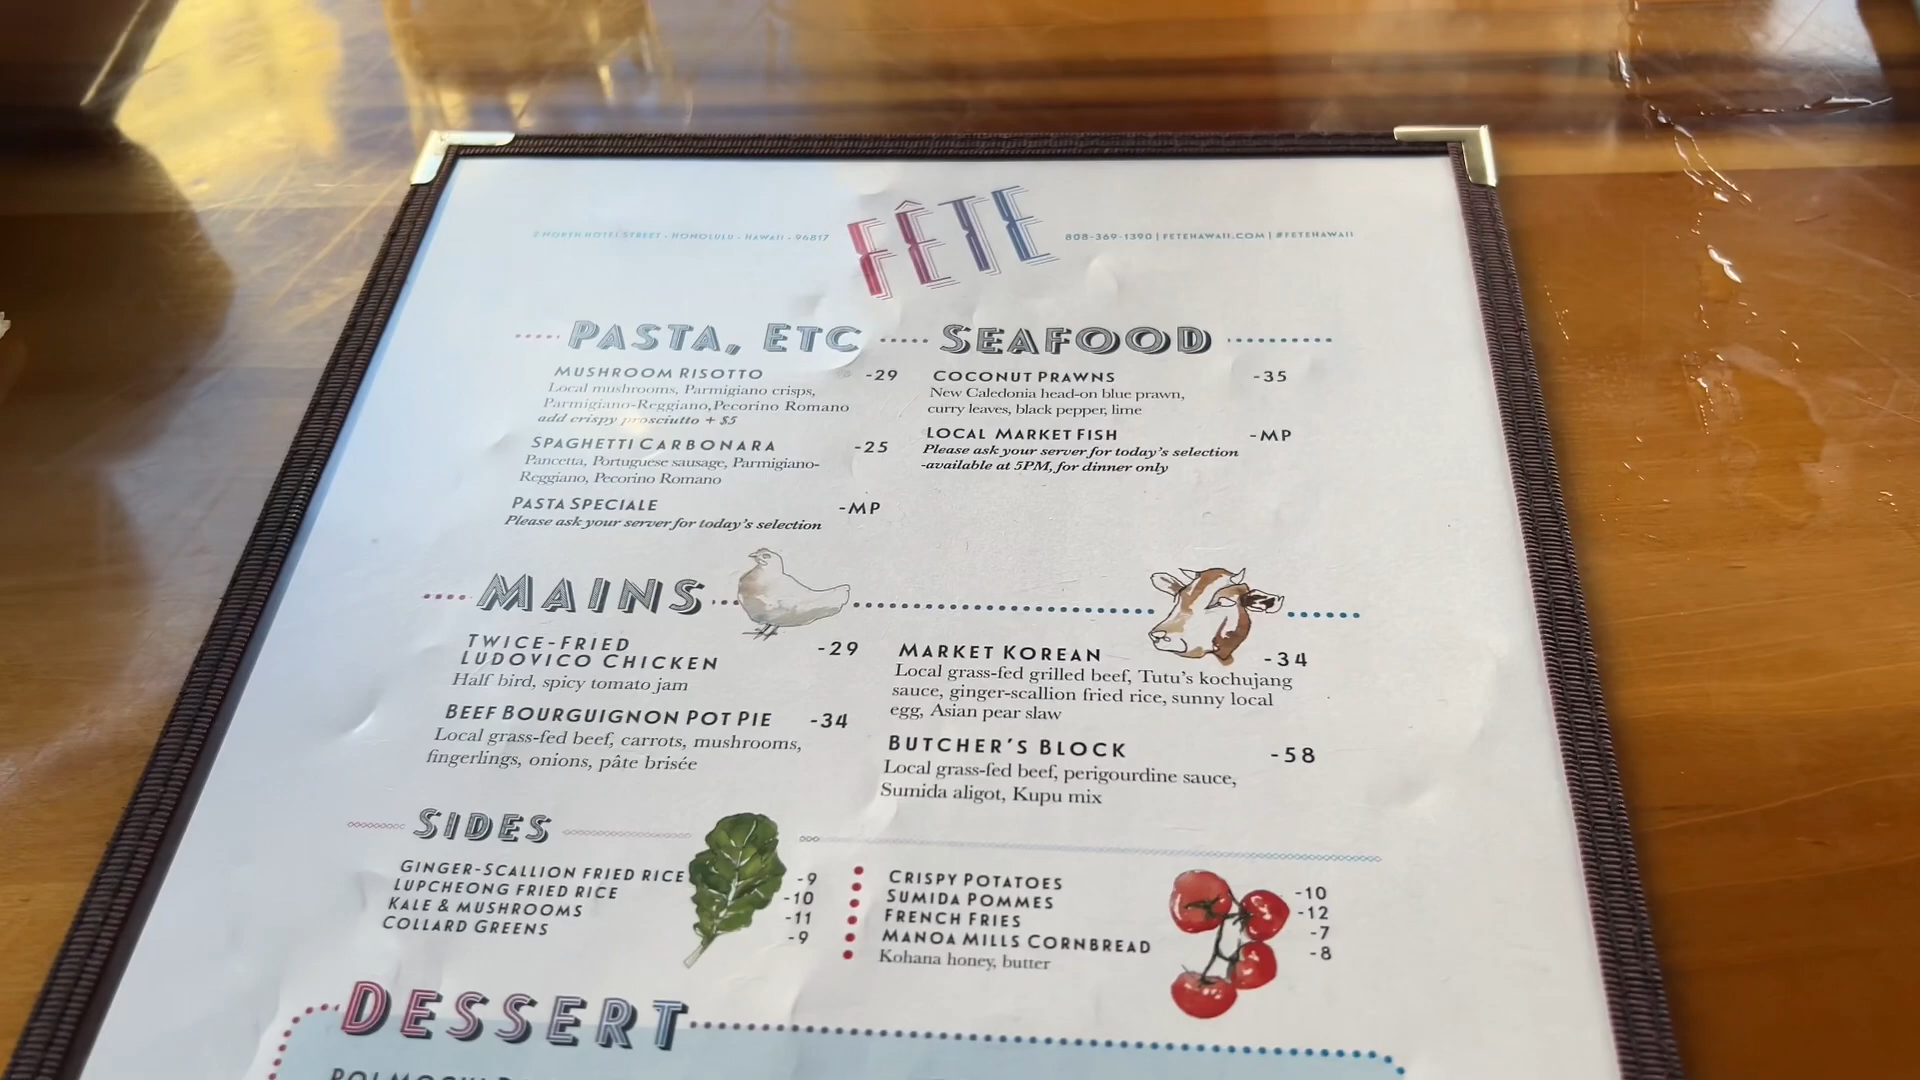 2 NORTH HOTEL STREET - HONOLULU - HAWAII - 96817
FÊTE
808-369-1390 | FETEHAWAII.COM | #FETEHAWAII
PASTA, ETC
MUSHROOM RISOTTO -29
Local mushrooms, Parmigiano crisps,
Parmigiano-Reggiano, Pecorino Romano
add crispy prosciutto + $5
SPAGHETTI CARBONARA -25
Pancetta, Portuguese sausage, Parmigiano-
Reggiano, Pecorino Romano
PASTA SPECIALE -MP
Please ask your server for today's selection
SEAFOOD
COCONUT PRAWNS -35
New Caledonia head-on blue prawn,
curry leaves, black pepper, lime
LOCAL MARKET FISH -MP
Please ask your server for today's selection
-available at 5PM, for dinner only
MAINS
TWICE-FRIED
LUDOVICO CHICKEN -29
Half bird, spicy tomato jam
BEEF BOURGUIGNON POT PIE -34
Local grass-fed beef, carrots, mushrooms,
fingerlings, onions, pâte brisée
MARKET KOREAN -34
Local grass-fed grilled beef, Tutu's kochujang
sauce, ginger-scallion fried rice, sunny local
egg, Asian pear slaw
BUTCHER'S BLOCK -58
Local grass-fed beef, perigourdine sauce,
Sumida aligot, Kupu mix
SIDES
GINGER-SCALLION FRIED RICE -9
LUPCHEONG FRIED RICE -10
KALE & MUSHROOMS -11
COLLARD GREENS -9
CRISPY POTATOES -10
SUMIDA POMMES -12
FRENCH FRIES -7
MANOA MILLS CORNBREAD -8
Kohana honey, butter
DESSERT